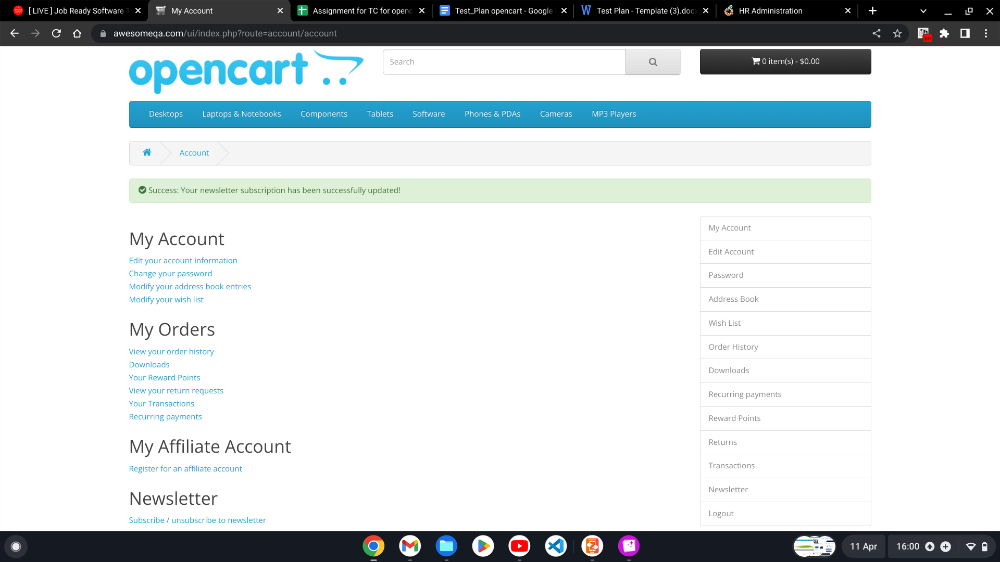 [ LIVE ] Job Ready Software T
My Account
Assignment for TC for openc
Test_Plan opencart - Google
Test Plan - Template (3).docx
HR Administration
awesomeqa.com/ui/index.php?route=account/account
en
opencart
Search
0 item(s) - $0.00
Desktops Laptops & Notebooks Components Tablets Software Phones & PDAs Cameras MP3 Players
Account
Success: Your newsletter subscription has been successfully updated!
My Account
Edit your account information
Change your password
Modify your address book entries
Modify your wish list
My Orders
View your order history
Downloads
Your Reward Points
View your return requests
Your Transactions
Recurring payments
My Affiliate Account
Register for an affiliate account
Newsletter
Subscribe / unsubscribe to newsletter
My Account
Edit Account
Password
Address Book
Wish List
Order History
Downloads
Recurring payments
Reward Points
Returns
Transactions
Newsletter
Logout
11 Apr
16:00